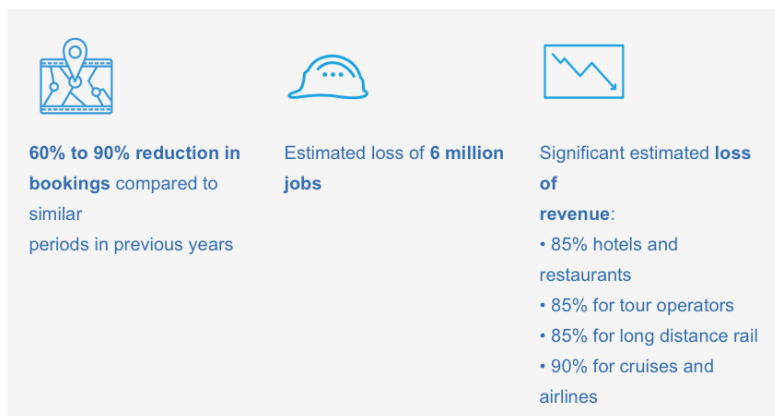 60% to 90% reduction in
bookings compared to
similar
periods in previous years
Estimated loss of 6 million
jobs
Significant estimated loss
of
revenue:
• 85% hotels and
restaurants
• 85% for tour operators
• 85% for long distance rail
• 90% for cruises and
airlines